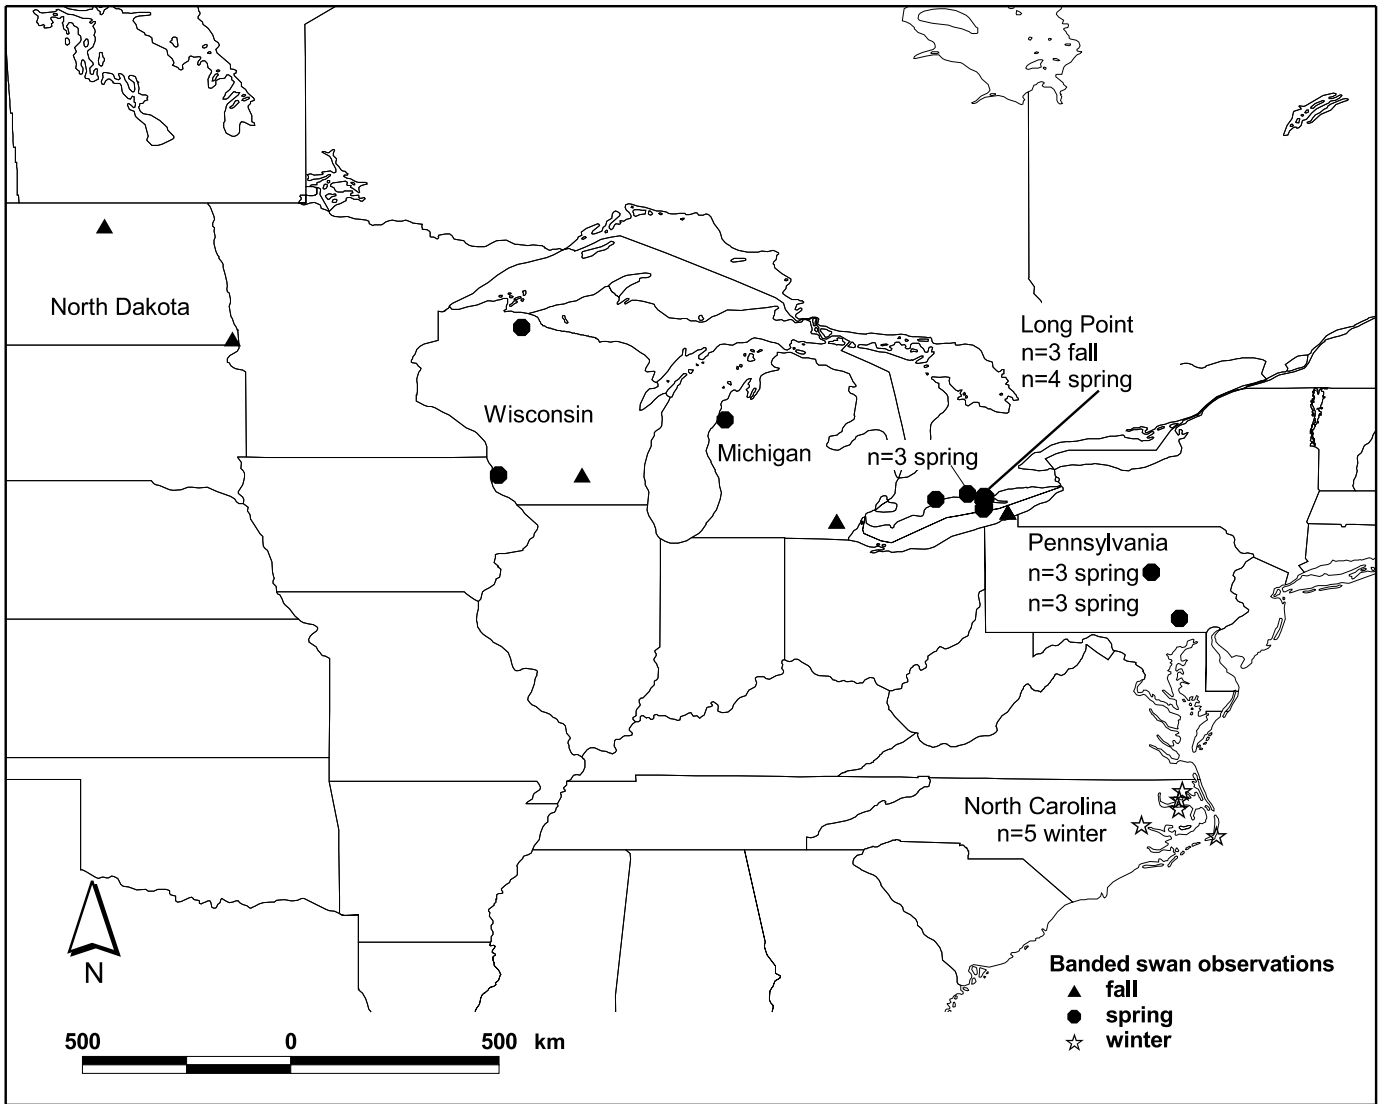 North Dakota
Long Point
n=3 fall
n=4 spring
Wisconsin
Michigan
n=3 spring
Pennsylvania
n=3 spring
n=3 spring
North Carolina
n=5 winter
N
Banded swan observations
fall
spring
winter
500 0 500 km